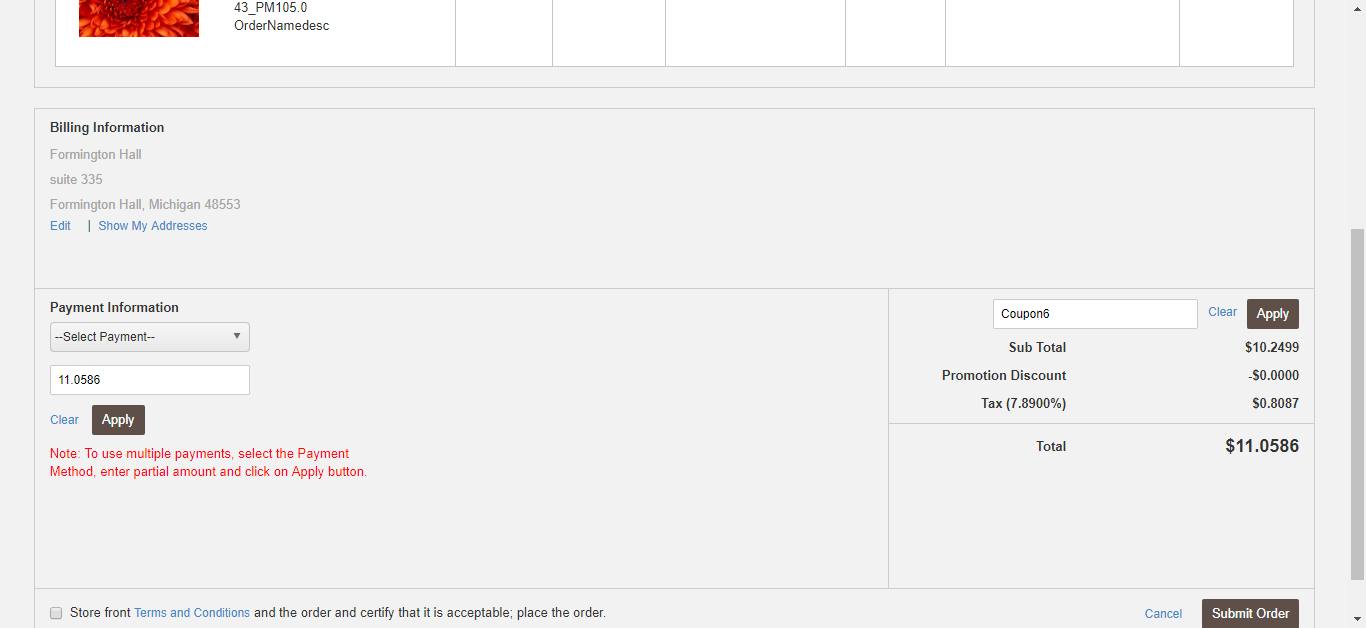 43_PM105.0
OrderNamedesc
Billing Information
Formington Hall
suite 335
Formington Hall, Michigan 48553
Edit | Show My Addresses
Payment Information
--Select Payment--
11.0586
Clear Apply
Note: To use multiple payments, select the Payment
Method, enter partial amount and click on Apply button.
Coupon6 Clear Apply
Sub Total $10.2499
Promotion Discount -$0.0000
Tax (7.8900%) $0.8087
Total $11.0586
Store front Terms and Conditions and the order and certify that it is acceptable; place the order.
Cancel Submit Order